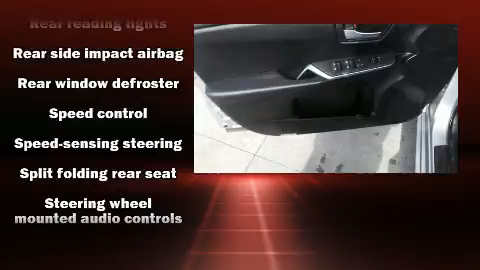 Rear reading lights
Rear side impact airbag
Rear window defroster
Speed control
Speed-sensing steering
Split folding rear seat
Steering wheel
mounted audio controls